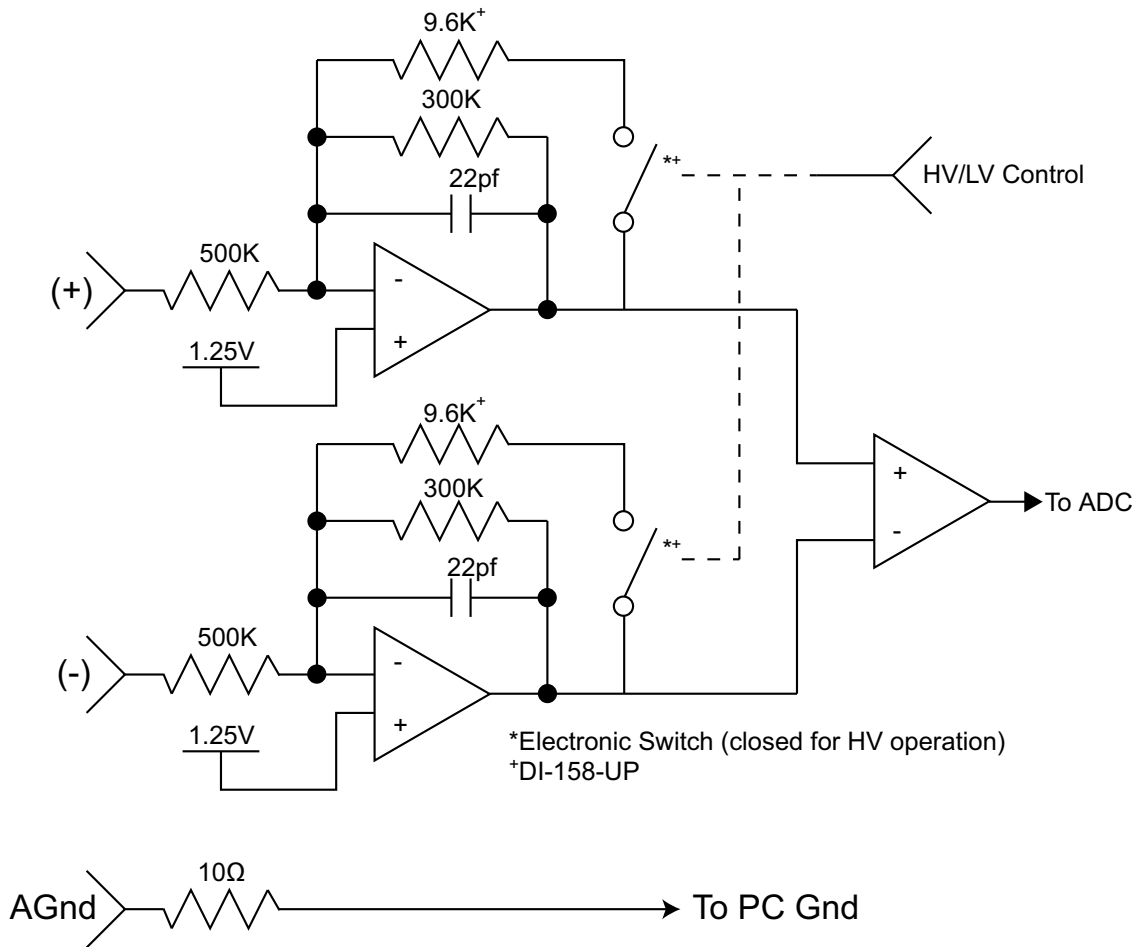 9.6K⁺
300K
22pf
*⁺
HV/LV Control
500K
(+)
-
+
1.25V
9.6K⁺
300K
22pf
*⁺
+
-
To ADC
500K
(-)
-
+
1.25V
*Electronic Switch (closed for HV operation)
⁺DI-158-UP
10Ω
AGnd
To PC Gnd